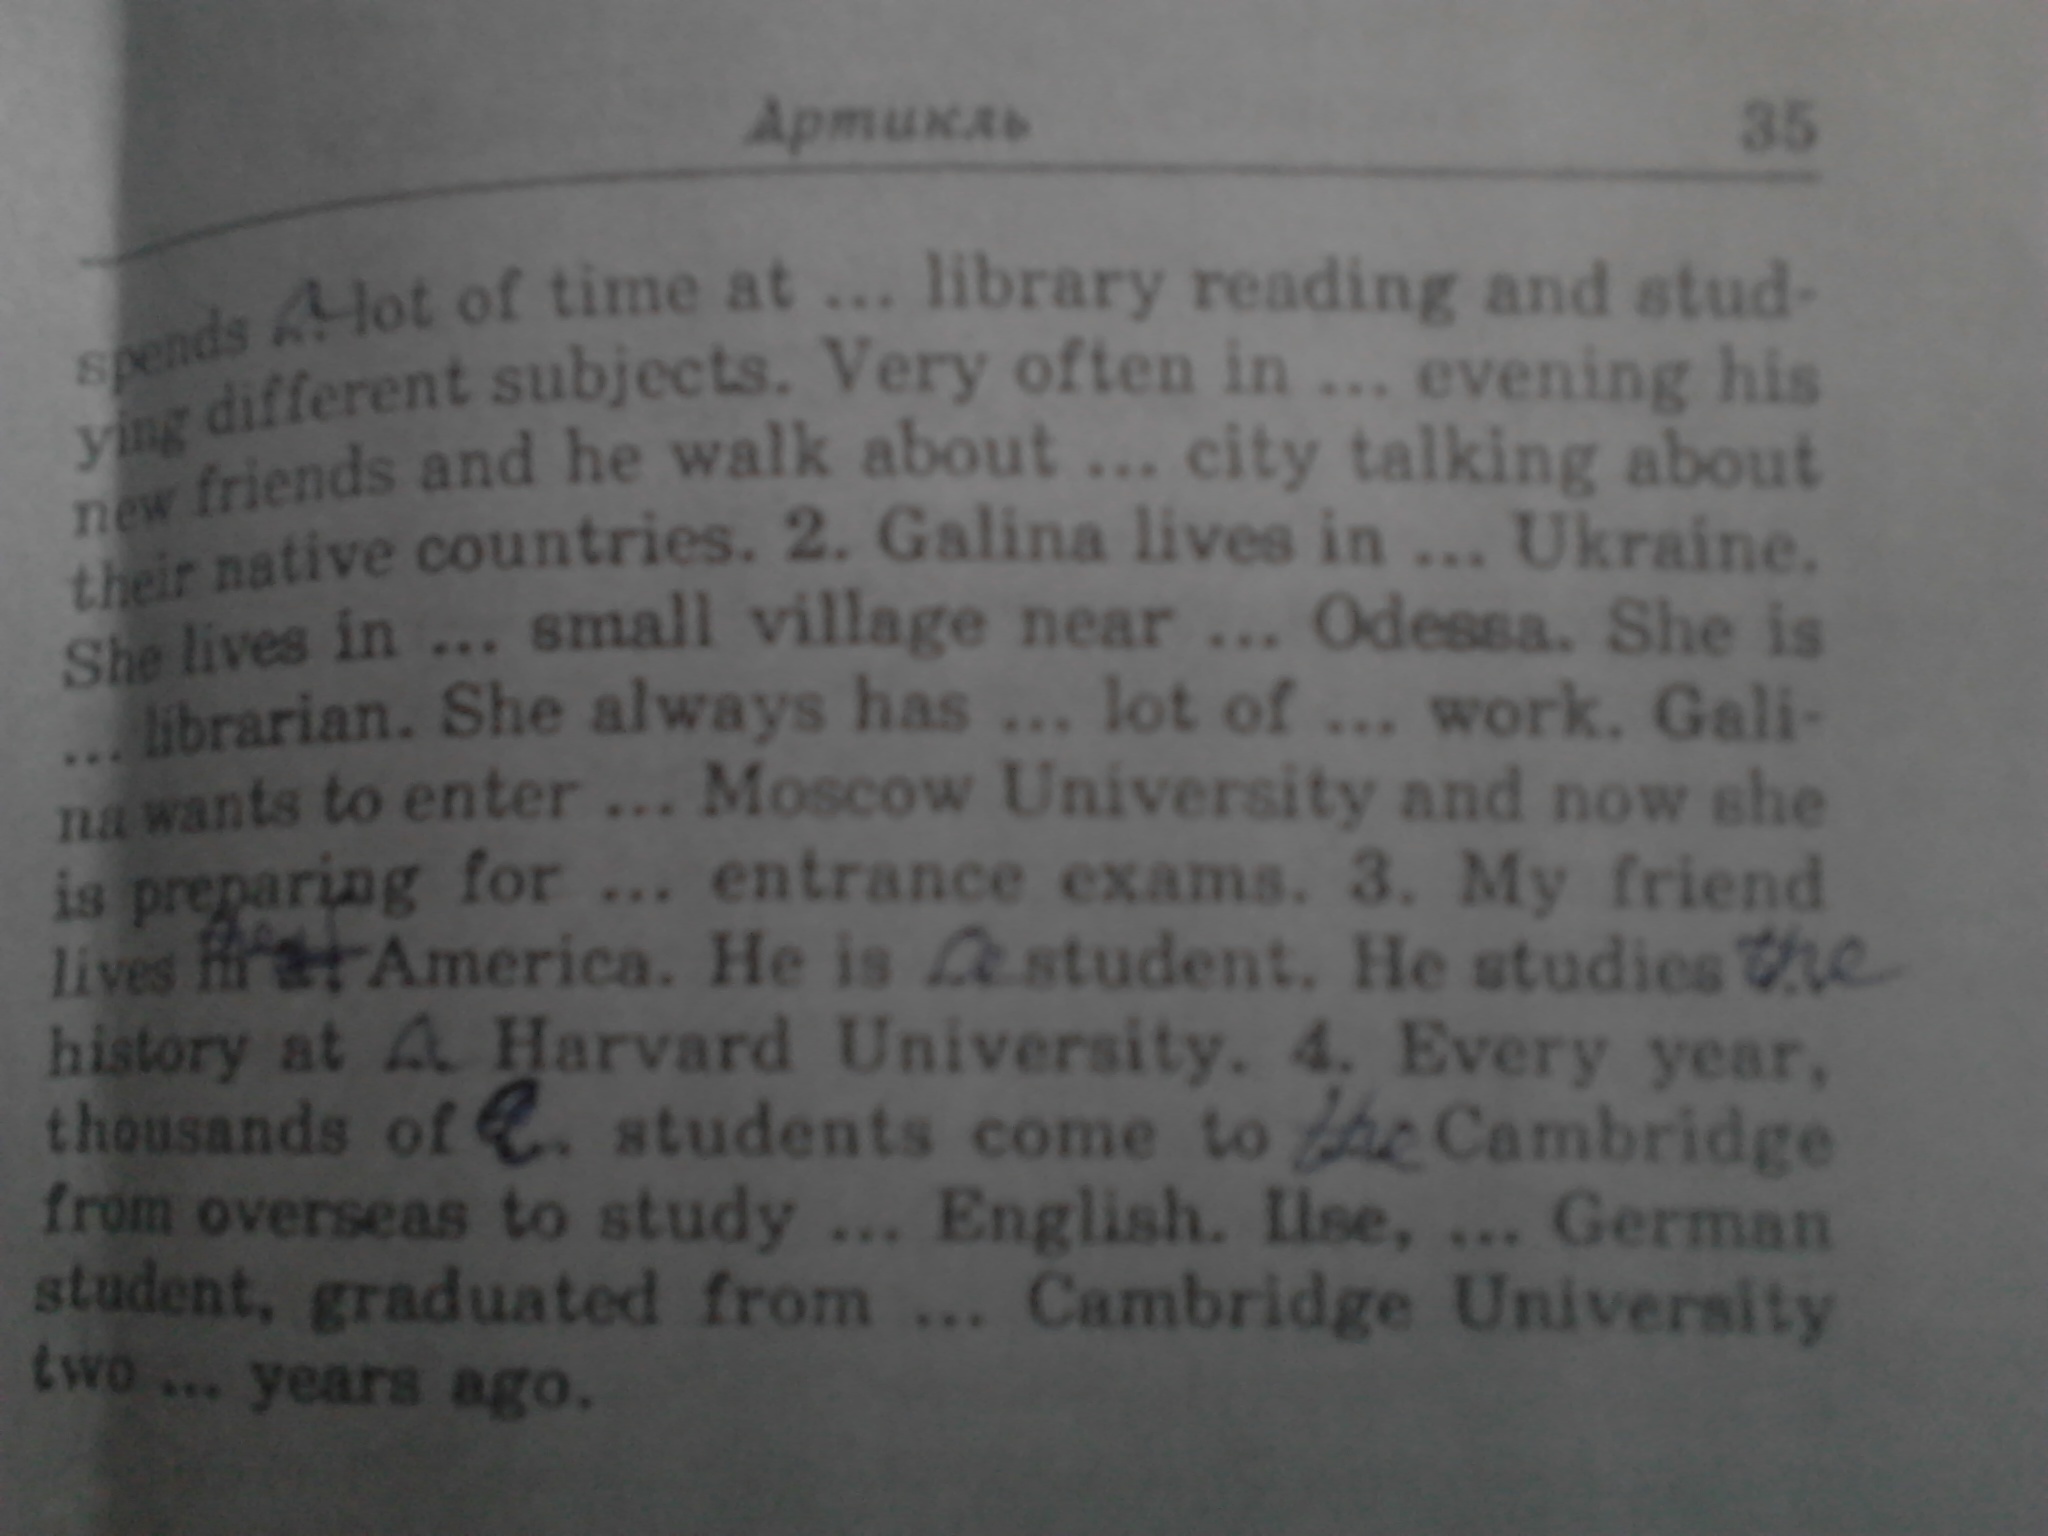 Артикль 35
spends A lot of time at ... library reading and stud-
ying different subjects. Very often in ... evening his
new friends and he walk about ... city talking about
their native countries. 2. Galina lives in ... Ukraine.
She lives in ... small village near ... Odessa. She is
... librarian. She always has ... lot of ... work. Gali-
na wants to enter ... Moscow University and now she
is preparing for ... entrance exams. 3. My friend
lives in the America. He is a student. He studies the
history at A Harvard University. 4. Every year,
thousands of a students come to the Cambridge
from overseas to study ... English. Ilse, ... German
student, graduated from ... Cambridge University
two ... years ago.